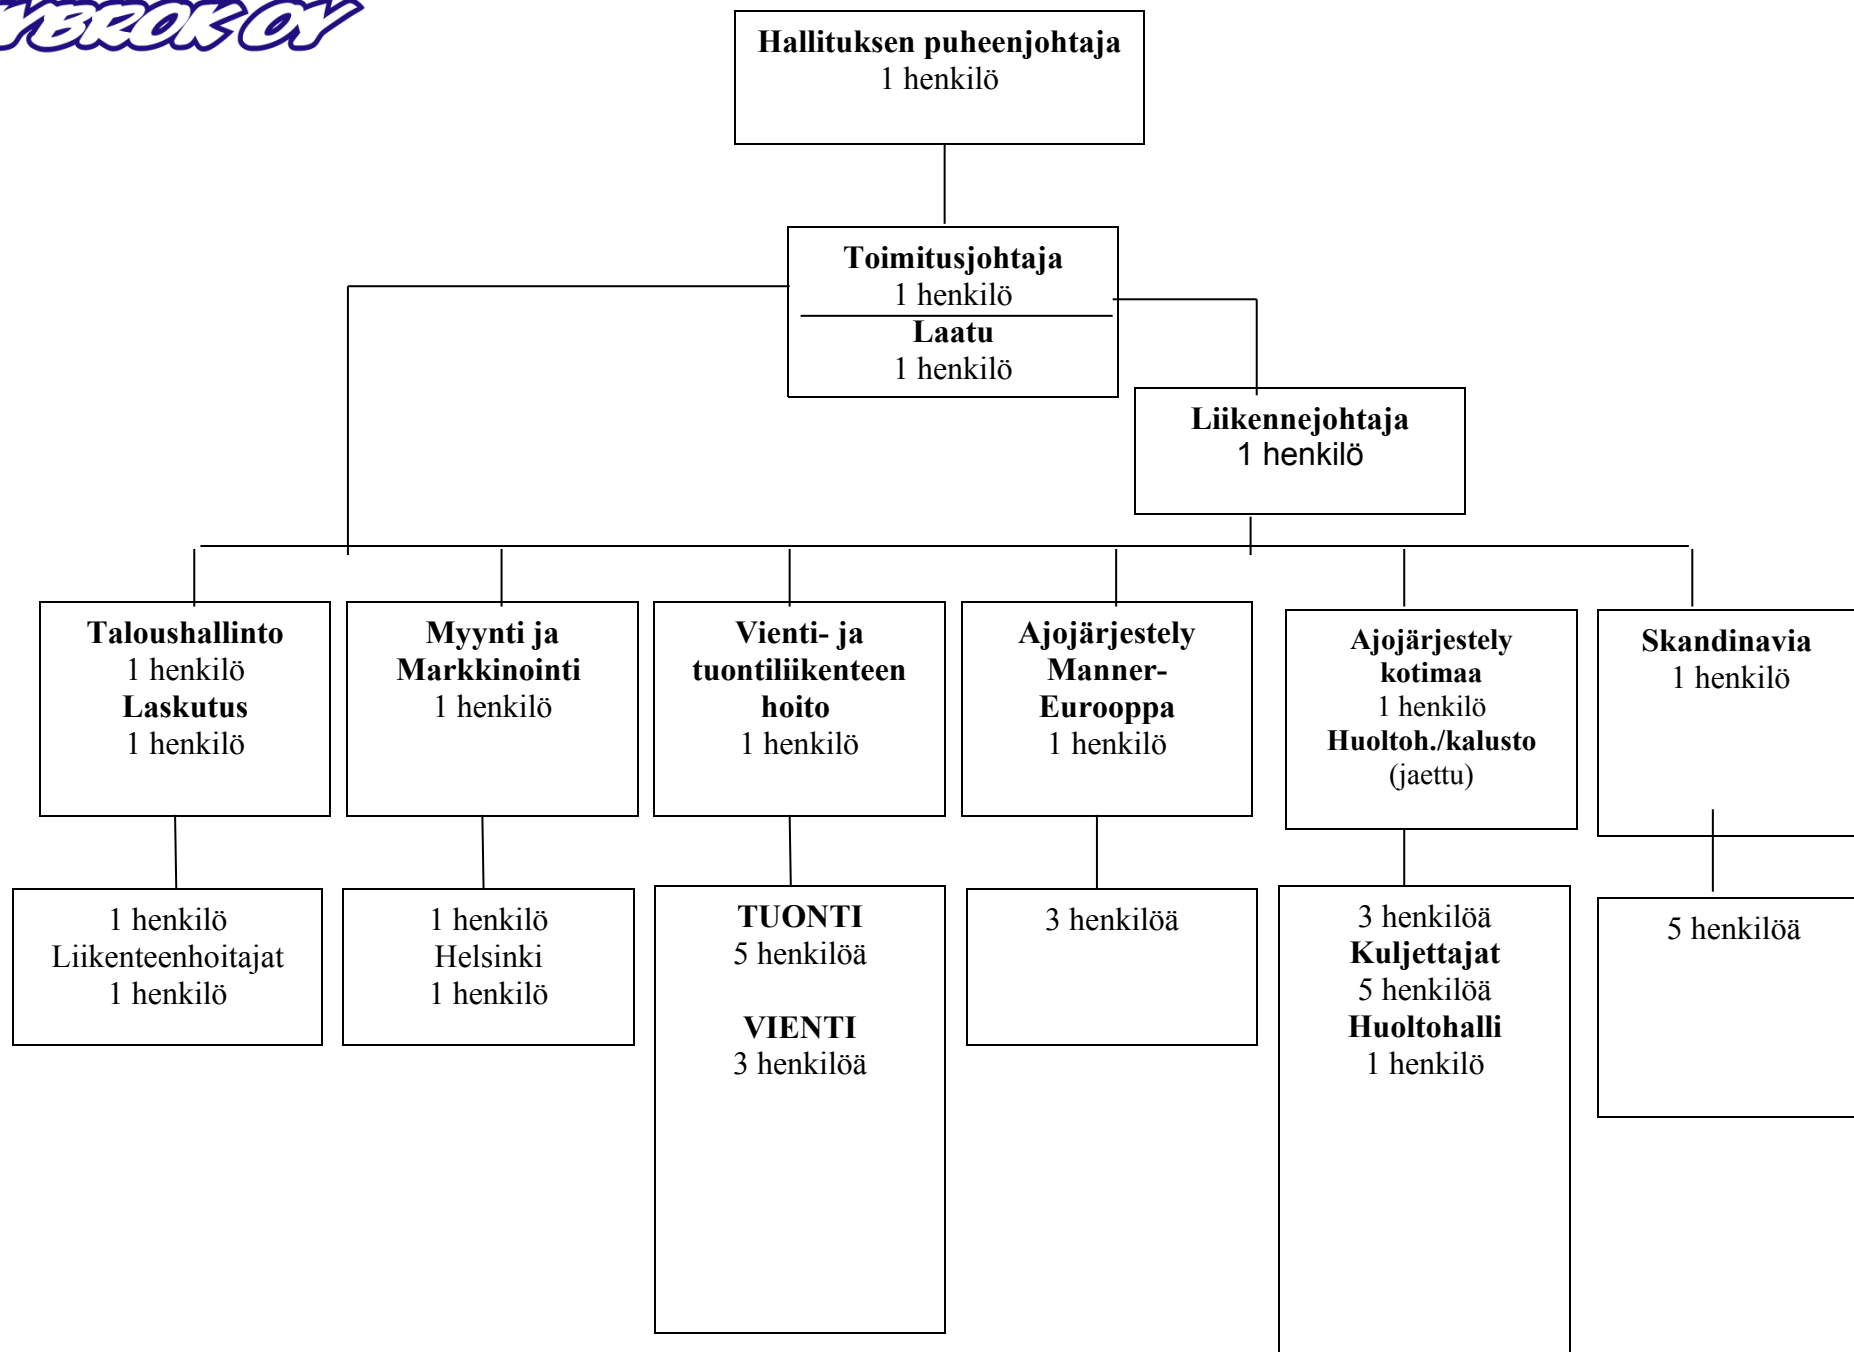 OY
Hallituksen puheenjohtaja
1 henkilö
Toimitusjohtaja
1 henkilö
Laatu
1 henkilö
Liikennejohtaja
1 henkilö
Taloushallinto
1 henkilö
Laskutus
1 henkilö
Myynti ja
Markkinointi
1 henkilö
Vienti- ja
tuontiliikenteen
hoito
1 henkilö
Ajojärjestely
Manner-
Eurooppa
1 henkilö
Ajojärjestely
kotimaa
1 henkilö
Huoltoh./kalusto
(jaettu)
Skandinavia
1 henkilö
1 henkilö
Liikenteenhoitajat
1 henkilö
1 henkilö
Helsinki
1 henkilö
TUONTI
5 henkilöä
VIENTI
3 henkilöä
3 henkilöä
3 henkilöä
Kuljettajat
5 henkilöä
Huoltohalli
1 henkilö
5 henkilöä